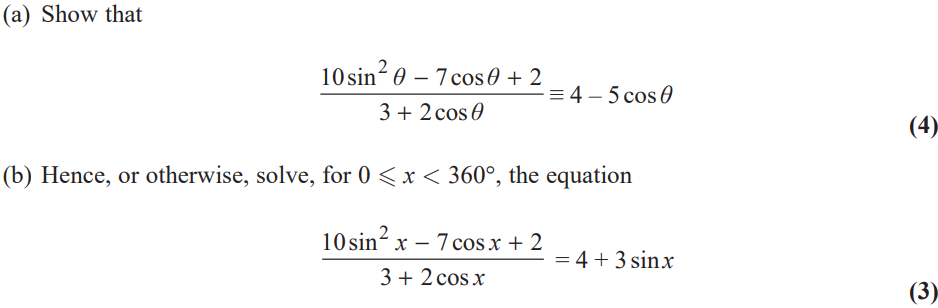 (a) Show that
10 sin² θ – 7 cos θ + 2
3 + 2 cos θ
≡ 4 – 5 cos θ
(4)
(b) Hence, or otherwise, solve, for 0 ⩽ x < 360°, the equation
10 sin² x – 7 cos x + 2
3 + 2 cos x
= 4 + 3 sin x
(3)